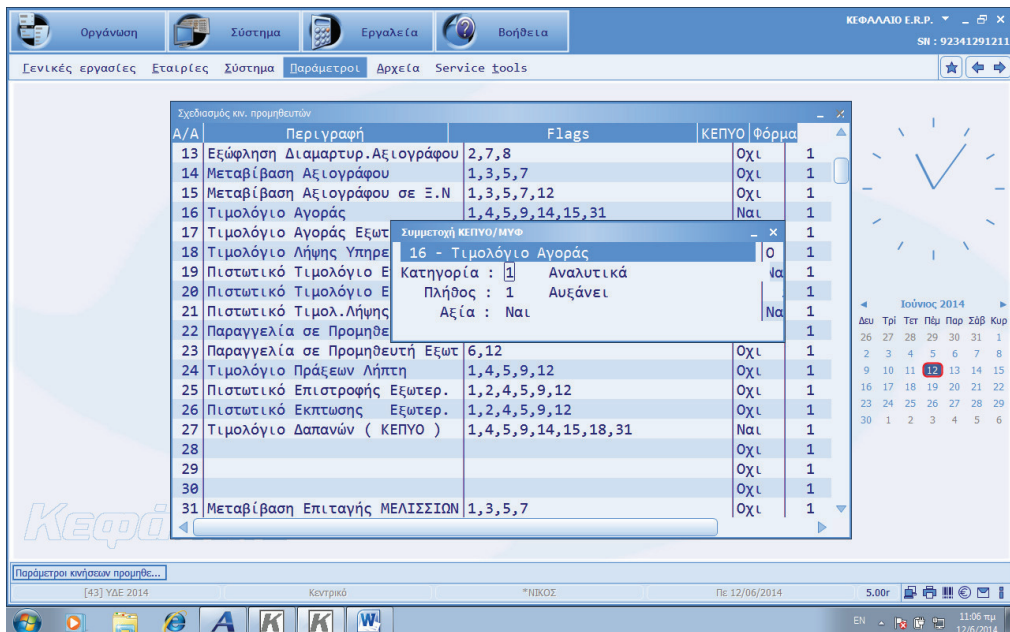 Οργάνωση Σύστημα Εργαλεία Βοήθεια ΚΕΦΑΛΑΙΟ E.R.P.
SN : 92341291211
Γενικές εργασίες Εταιρίες Σύστημα Παράμετροι Αρχεία Service tools
Σχεδιασμός κιν. προμηθευτών
Α/Α Περιγραφή Flags ΚΕΠΥΟ Φόρμα
13 Εξώφληση Διαμαρτυρ.Αξιογράφου 2,7,8 Οχι 1
14 Μεταβίβαση Αξιογράφου 1,3,5,7 Οχι 1
15 Μεταβίβαση Αξιογράφου σε Ξ.Ν 1,3,5,7,12 Οχι 1
16 Τιμολόγιο Αγοράς 1,4,5,9,14,15,31 Ναι 1
17 Τιμολόγιο Αγοράς Εξωτ 1
18 Τιμολόγιο Λήψης Υπηρε 1
19 Πιστωτικό Τιμολόγιο Ε 1
20 Πιστωτικό Τιμολόγιο Ε 1
21 Πιστωτικό Τιμολ.Λήψης 1
22 Παραγγελία σε Προμηθε 1
23 Παραγγελία σε Προμηθευτή Εξωτ 6,12 Οχι 1
24 Τιμολόγιο Πράξεων Λήπτη 1,4,5,9,12 Οχι 1
25 Πιστωτικό Επιστροφής Εξωτερ. 1,2,4,5,9,12 Οχι 1
26 Πιστωτικό Εκπτωσης Εξωτερ. 1,2,4,5,9,12 Οχι 1
27 Τιμολόγιο Δαπανών ( ΚΕΠΥΟ ) 1,4,5,9,14,15,18,31 Ναι 1
28 Οχι 1
29 Οχι 1
30 Οχι 1
31 Μεταβίβαση Επιταγής ΜΕΛΙΣΣΙΩΝ 1,3,5,7 Οχι 1
Συμμετοχή ΚΕΠΥΟ/ΜΥΦ
16 - Τιμολόγιο Αγοράς
Κατηγορία : 1 Αναλυτικά
Πλήθος : 1 Αυξάνει
Αξία : Ναι
Ιούνιος 2014
Δευ Τρί Τετ Πέμ Παρ Σάβ Κυρ
26 27 28 29 30 31 1
2 3 4 5 6 7 8
9 10 11 12 13 14 15
16 17 18 19 20 21 22
23 24 25 26 27 28 29
30 1 2 3 4 5 6
Παράμετροι κινήσεων προμηθε...
[43] ΥΔΕ 2014 Κεντρικό *ΝΙΚΟΣ Πε 12/06/2014 5.00r
EN 11:06 πμ
12/6/2014